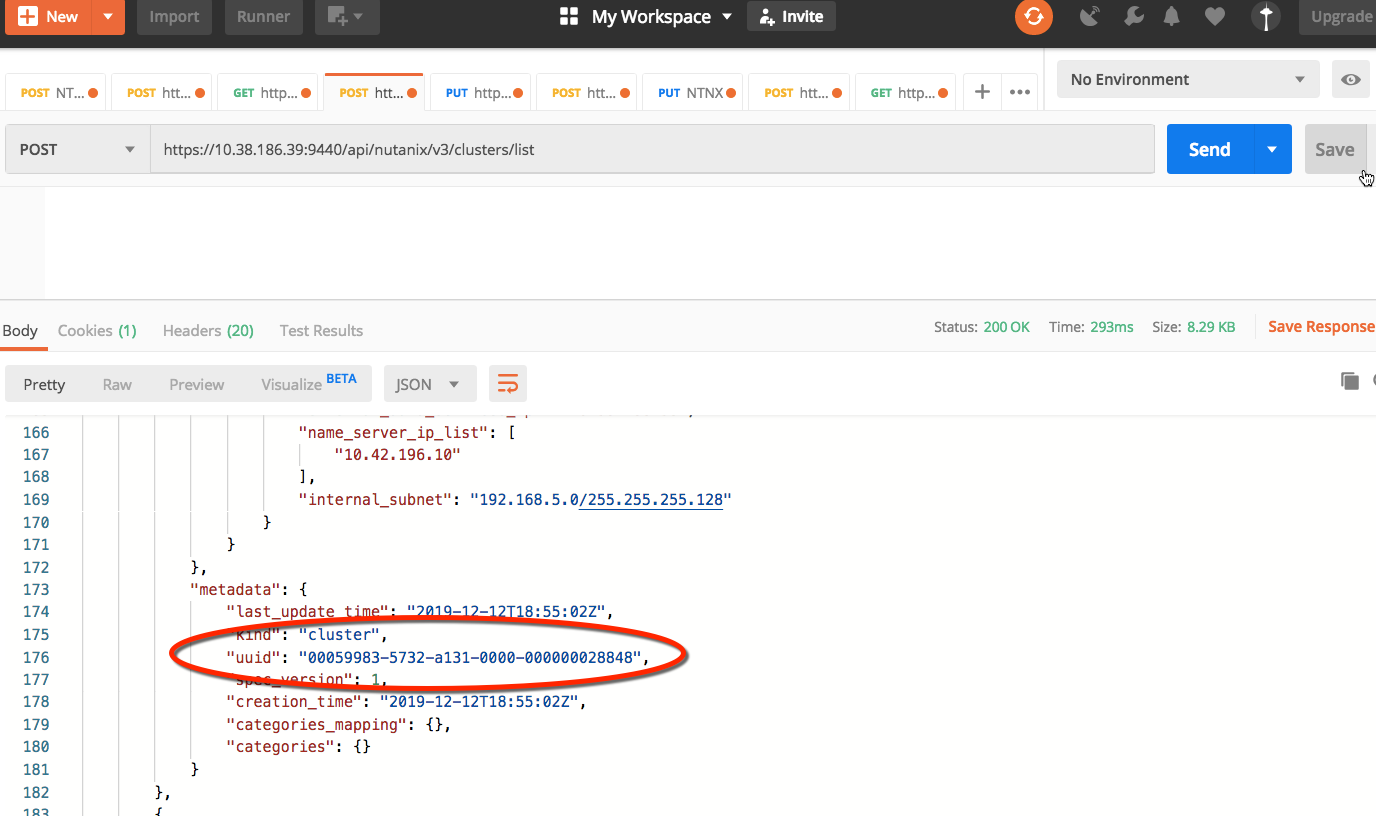 New Import Runner My Workspace Invite Upgrade
POST NT... POST htt... GET http... POST htt... PUT http... POST htt... PUT NTNX POST htt... GET http... No Environment
POST https://10.38.186.39:9440/api/nutanix/v3/clusters/list Send Save
Body Cookies (1) Headers (20) Test Results Status: 200 OK Time: 293ms Size: 8.29 KB Save Response
Pretty Raw Preview Visualize BETA JSON
166 "name_server_ip_list": [
167 "10.42.196.10"
168 ],
169 "internal_subnet": "192.168.5.0/255.255.255.128"
170 }
171 }
172 },
173 "metadata": {
174 "last_update_time": "2019-12-12T18:55:02Z",
175 "kind": "cluster",
176 "uuid": "00059983-5732-a131-0000-000000028848",
177 "spec_version": 1,
178 "creation_time": "2019-12-12T18:55:02Z",
179 "categories_mapping": {},
180 "categories": {}
181 }
182 },
183 {